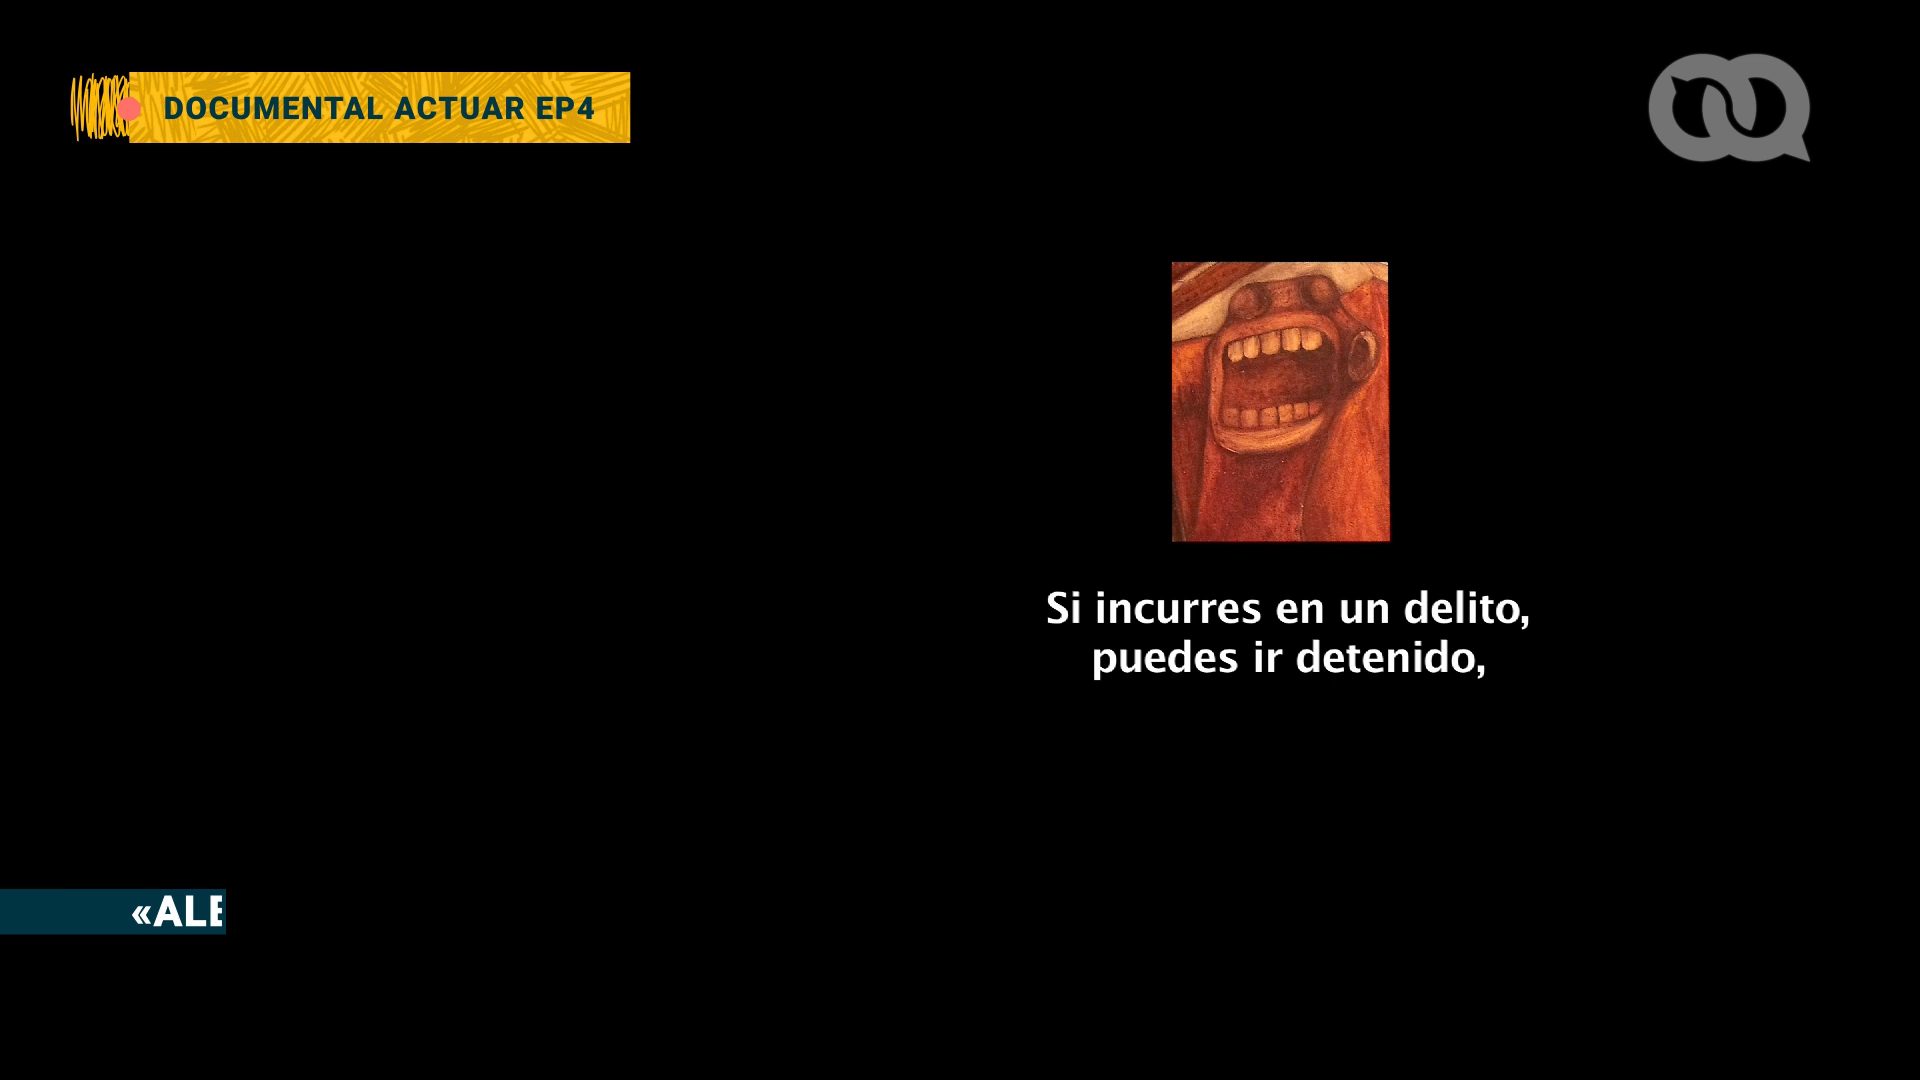 DOCUMENTAL ACTUAR EP4
Si incurres en un delito,
puedes ir detenido,
«ALE